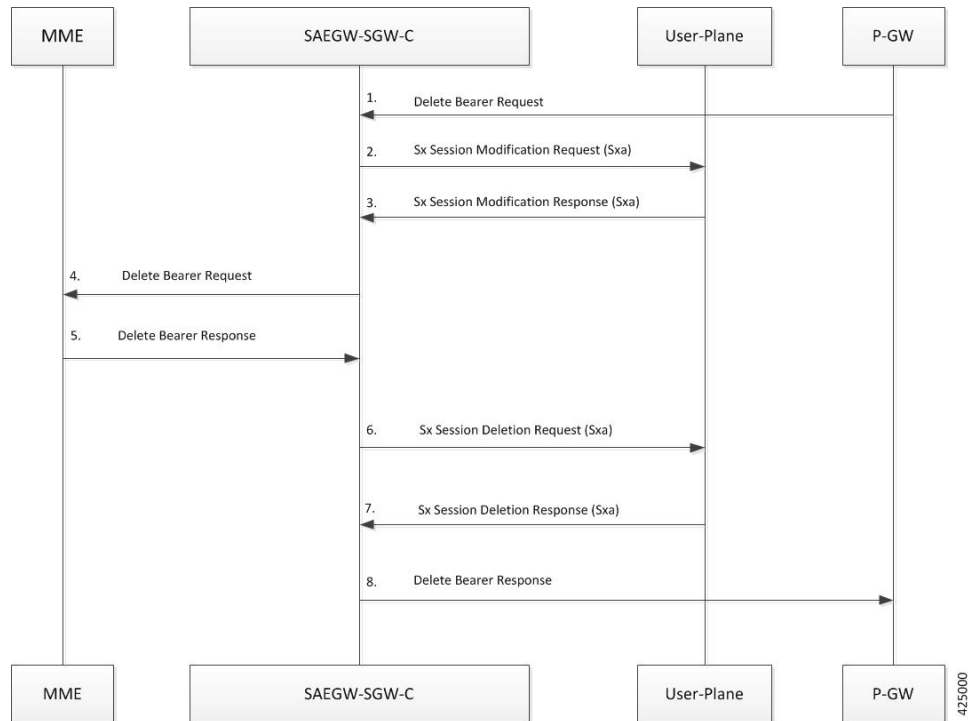 MME
SAEGW-SGW-C
User-Plane
P-GW
1. Delete Bearer Request
2. Sx Session Modification Request (Sxa)
3. Sx Session Modification Response (Sxa)
4. Delete Bearer Request
5. Delete Bearer Response
6. Sx Session Deletion Request (Sxa)
7. Sx Session Deletion Response (Sxa)
8. Delete Bearer Response
MME
SAEGW-SGW-C
User-Plane
P-GW
425000